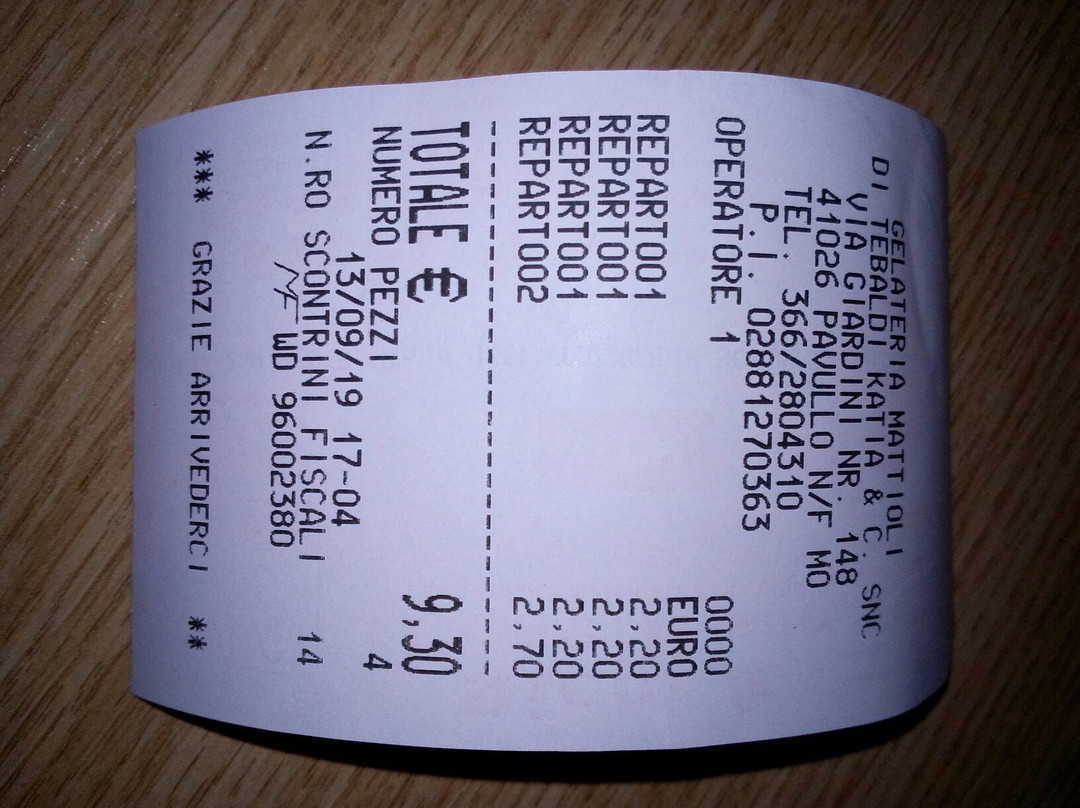 GELATERIA MATTIOLI
DI TEBALDI KATIA & C. SNC
VIA GIARDINI NR. 148
41026 PAVULLO N/F MO
TEL. 366/2804310
P.I. 02881270363
OPERATORE 1 0000
EURO
REPARTO01 2,20
REPARTO01 2,20
REPARTO01 2,20
REPARTO02 2,70
TOTALE € 9,30
NUMERO PEZZI 4
13/09/19 17-04
N.RO SCONTRINI FISCALI 14
MF WD 96002380
*** GRAZIE ARRIVEDERCI **